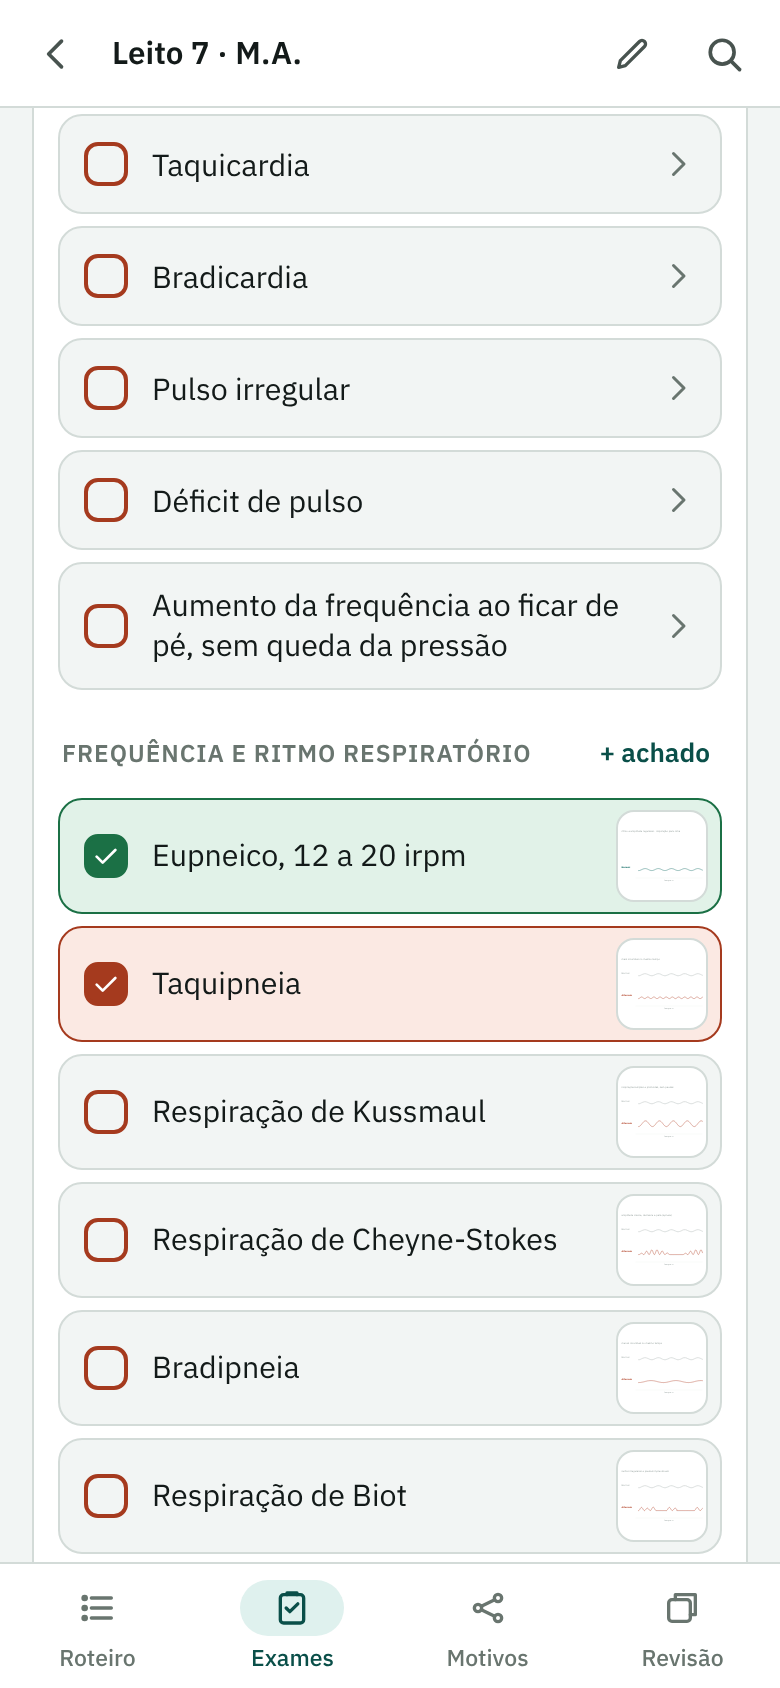 Leito 7 · M.A.
Taquicardia
Bradicardia
Pulso irregular
Déficit de pulso
Aumento da frequência ao ficar de
pé, sem queda da pressão
FREQUÊNCIA E RITMO RESPIRATÓRIO
+ achado
Eupneico, 12 a 20 irpm
Taquipneia
Respiração de Kussmaul
Respiração de Cheyne-Stokes
Bradipneia
Respiração de Biot
Roteiro
Exames
Motivos
Revisão